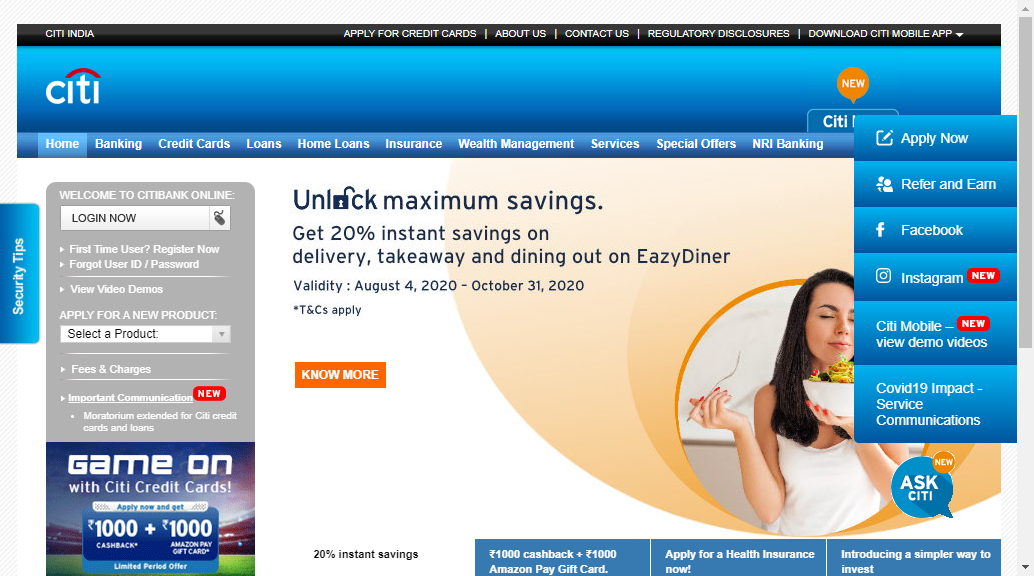 CITI INDIA
APPLY FOR CREDIT CARDS | ABOUT US | CONTACT US | REGULATORY DISCLOSURES | DOWNLOAD CITI MOBILE APP
citi
NEW
Citi
Home Banking Credit Cards Loans Home Loans Insurance Wealth Management Services Special Offers NRI Banking
Apply Now
Refer and Earn
Facebook
Instagram NEW
Citi Mobile – NEW
view demo videos
Covid19 Impact -
Service
Communications
Security Tips
WELCOME TO CITIBANK ONLINE:
LOGIN NOW
First Time User? Register Now
Forgot User ID / Password
View Video Demos
APPLY FOR A NEW PRODUCT:
Select a Product:
Fees & Charges
Important Communication NEW
Moratorium extended for Citi credit
cards and loans
Unlock maximum savings.
Get 20% instant savings on
delivery, takeaway and dining out on EazyDiner
Validity : August 4, 2020 – October 31, 2020
*T&Cs apply
KNOW MORE
GAME ON
with Citi Credit Cards!
Apply now and get
₹1000 + ₹1000
CASHBACK* AMAZON PAY
GIFT CARD*
Limited Period Offer
NEW
ASK
CITI
20% instant savings
₹1000 cashback + ₹1000
Amazon Pay Gift Card.
Apply for a Health Insurance
now!
Introducing a simpler way to
invest